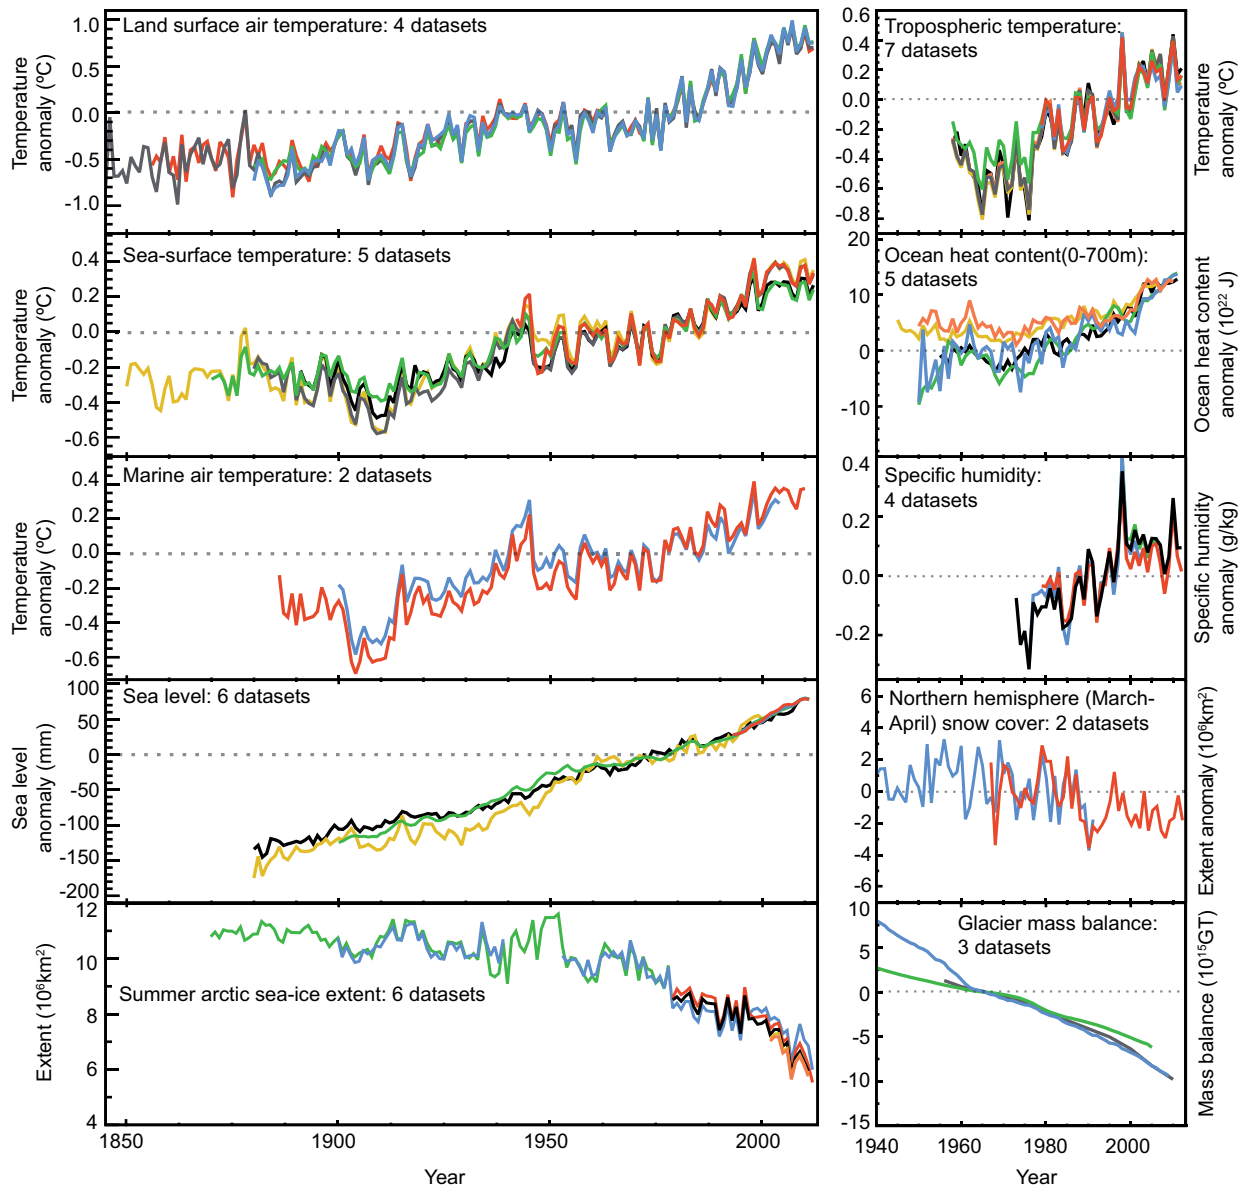 Land surface air temperature: 4 datasets
1.0
0.5
0.0
-0.5
-1.0
Temperature
anomaly (ºC)
Sea-surface temperature: 5 datasets
0.4
0.2
0.0
-0.2
-0.4
-0.6
Temperature
anomaly (ºC)
Marine air temperature: 2 datasets
0.4
0.2
0.0
-0.2
-0.4
-0.6
Temperature
anomaly (ºC)
Sea level: 6 datasets
100
50
0
-50
-100
-150
-200
Sea level
anomaly (mm)
Summer arctic sea-ice extent: 6 datasets
12
10
8
6
4
Extent (10⁶km²)
1850
1900
1950
2000
Year
Tropospheric temperature:
7 datasets
0.6
0.4
0.2
0.0
-0.2
-0.4
-0.6
-0.8
Temperature
anomaly (ºC)
Ocean heat content(0-700m):
5 datasets
20
10
0
-10
Ocean heat content
anomaly (10²² J)
Specific humidity:
4 datasets
0.4
0.2
0.0
-0.2
Specific humidity
anomaly (g/kg)
Northern hemisphere (March-
April) snow cover: 2 datasets
6
4
2
0
-2
-4
-6
Extent anomaly (10⁶km²)
Glacier mass balance:
3 datasets
10
5
0
-5
-10
-15
Mass balance (10¹⁵GT)
1940
1960
1980
2000
Year